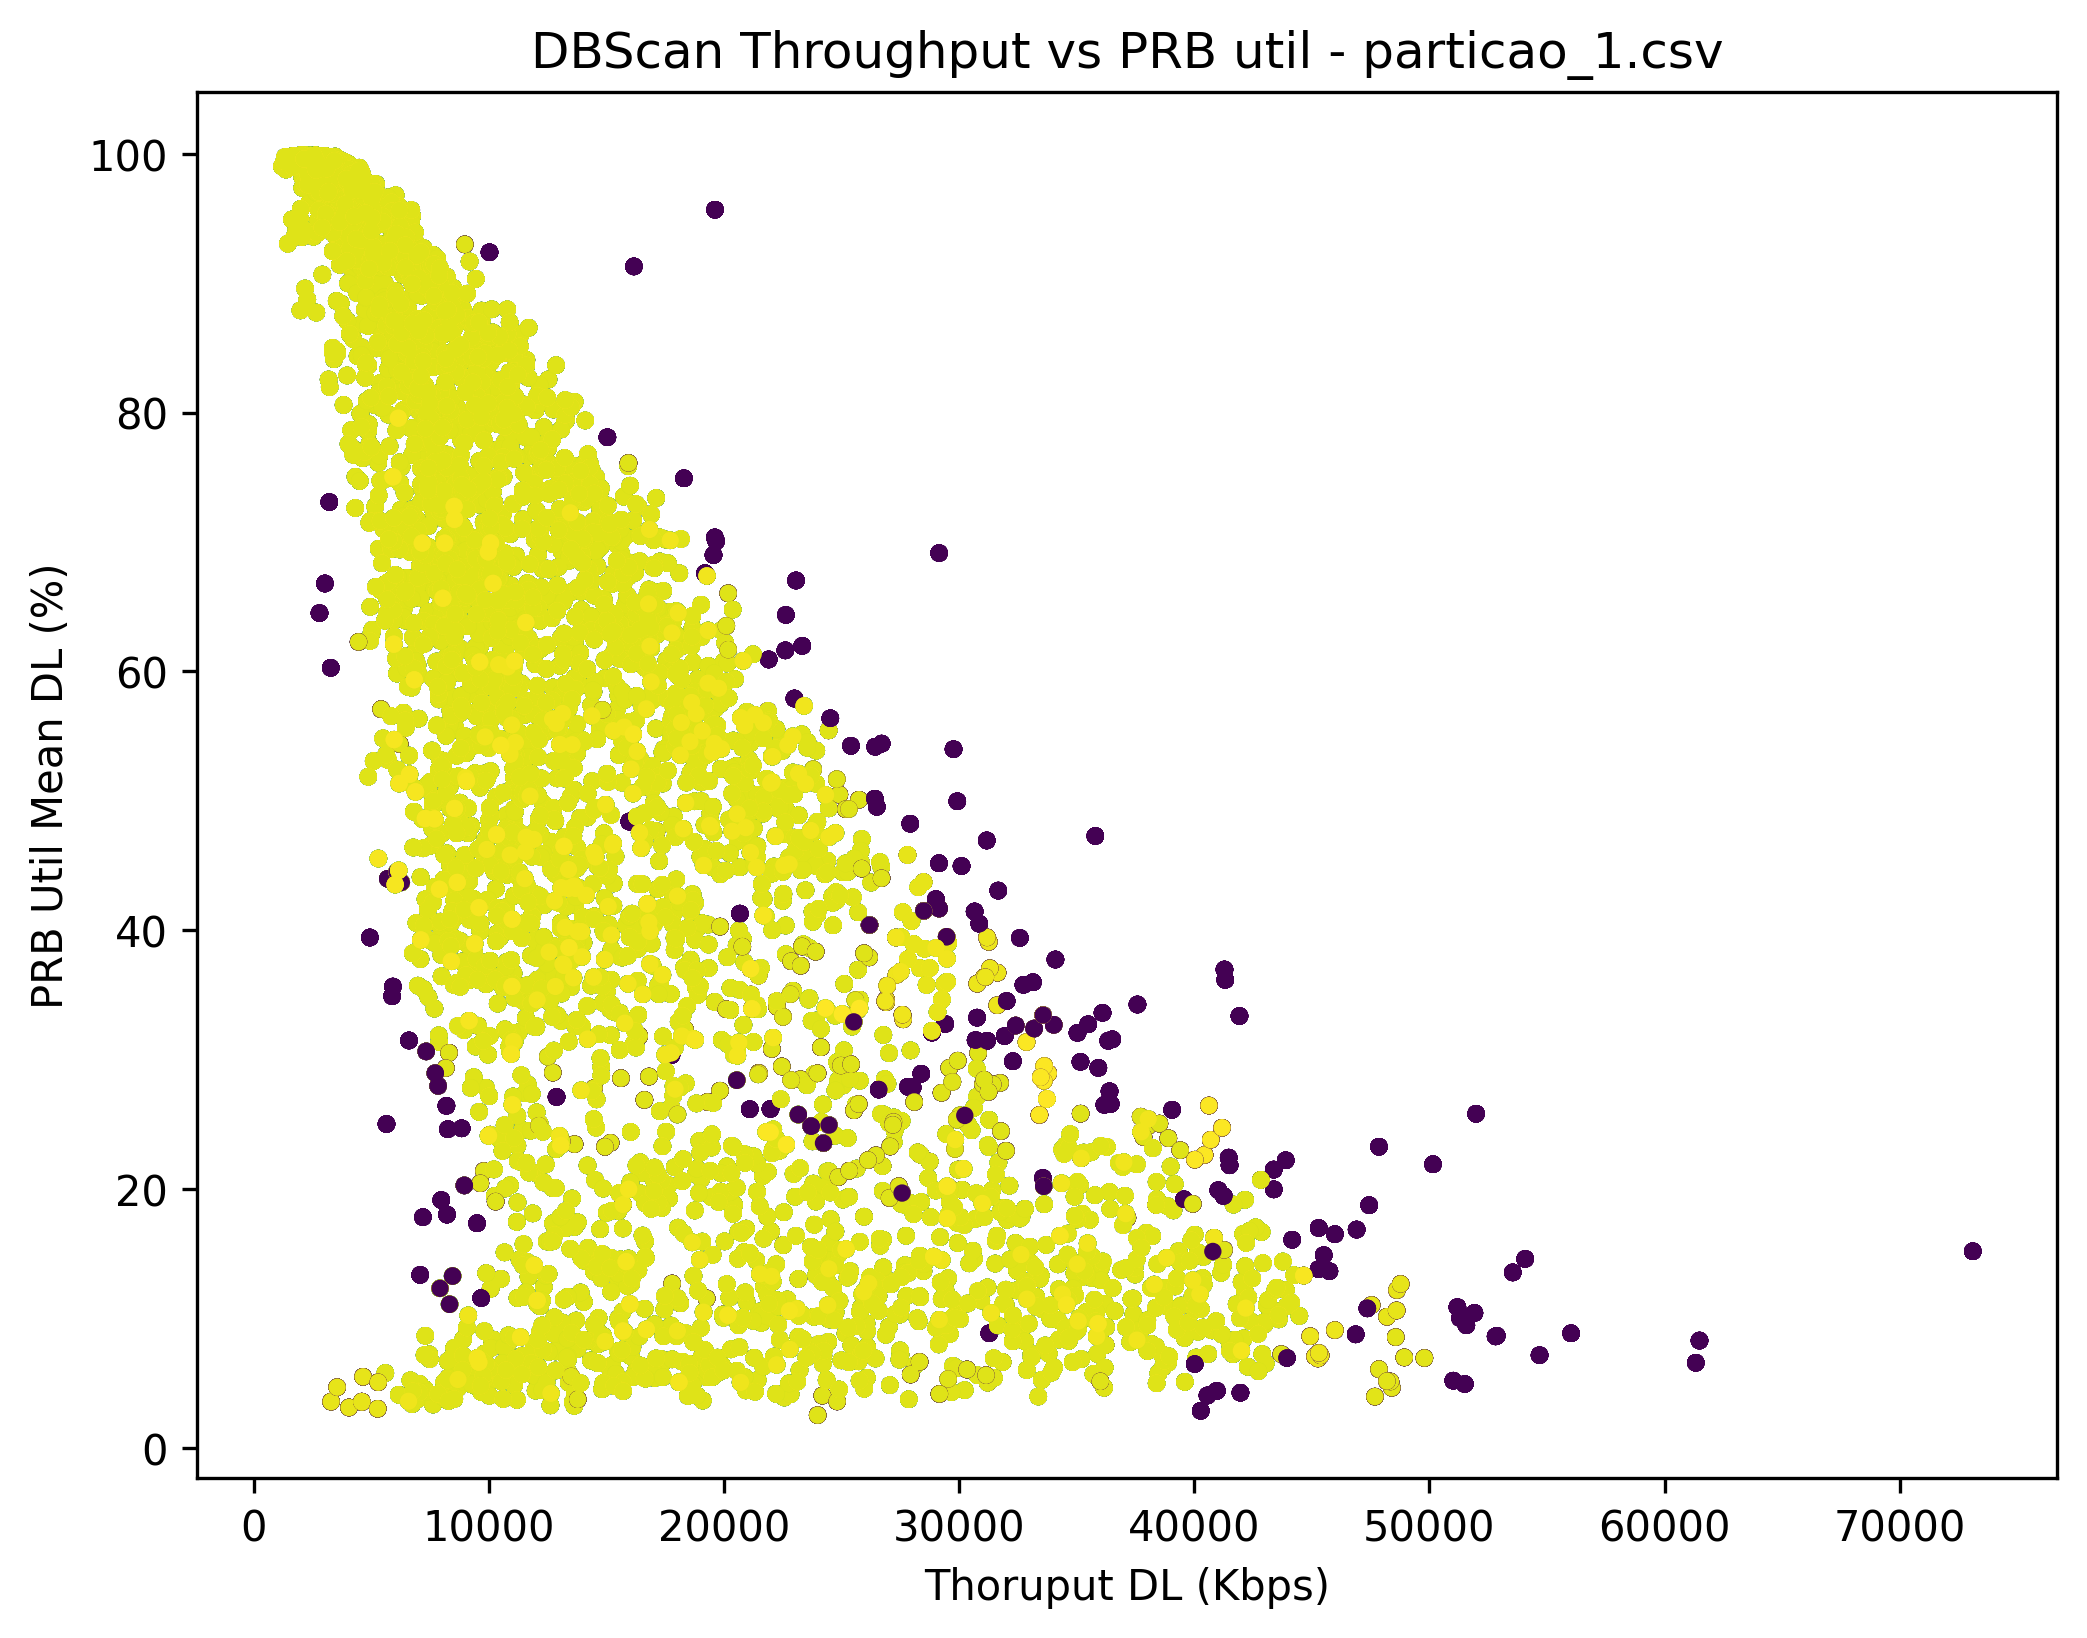 DBScan Throughput vs PRB util - particao_1.csv
100
80
60
40
20
0
PRB Util Mean DL (%)
0 10000 20000 30000 40000 50000 60000 70000
Thoruput DL (Kbps)